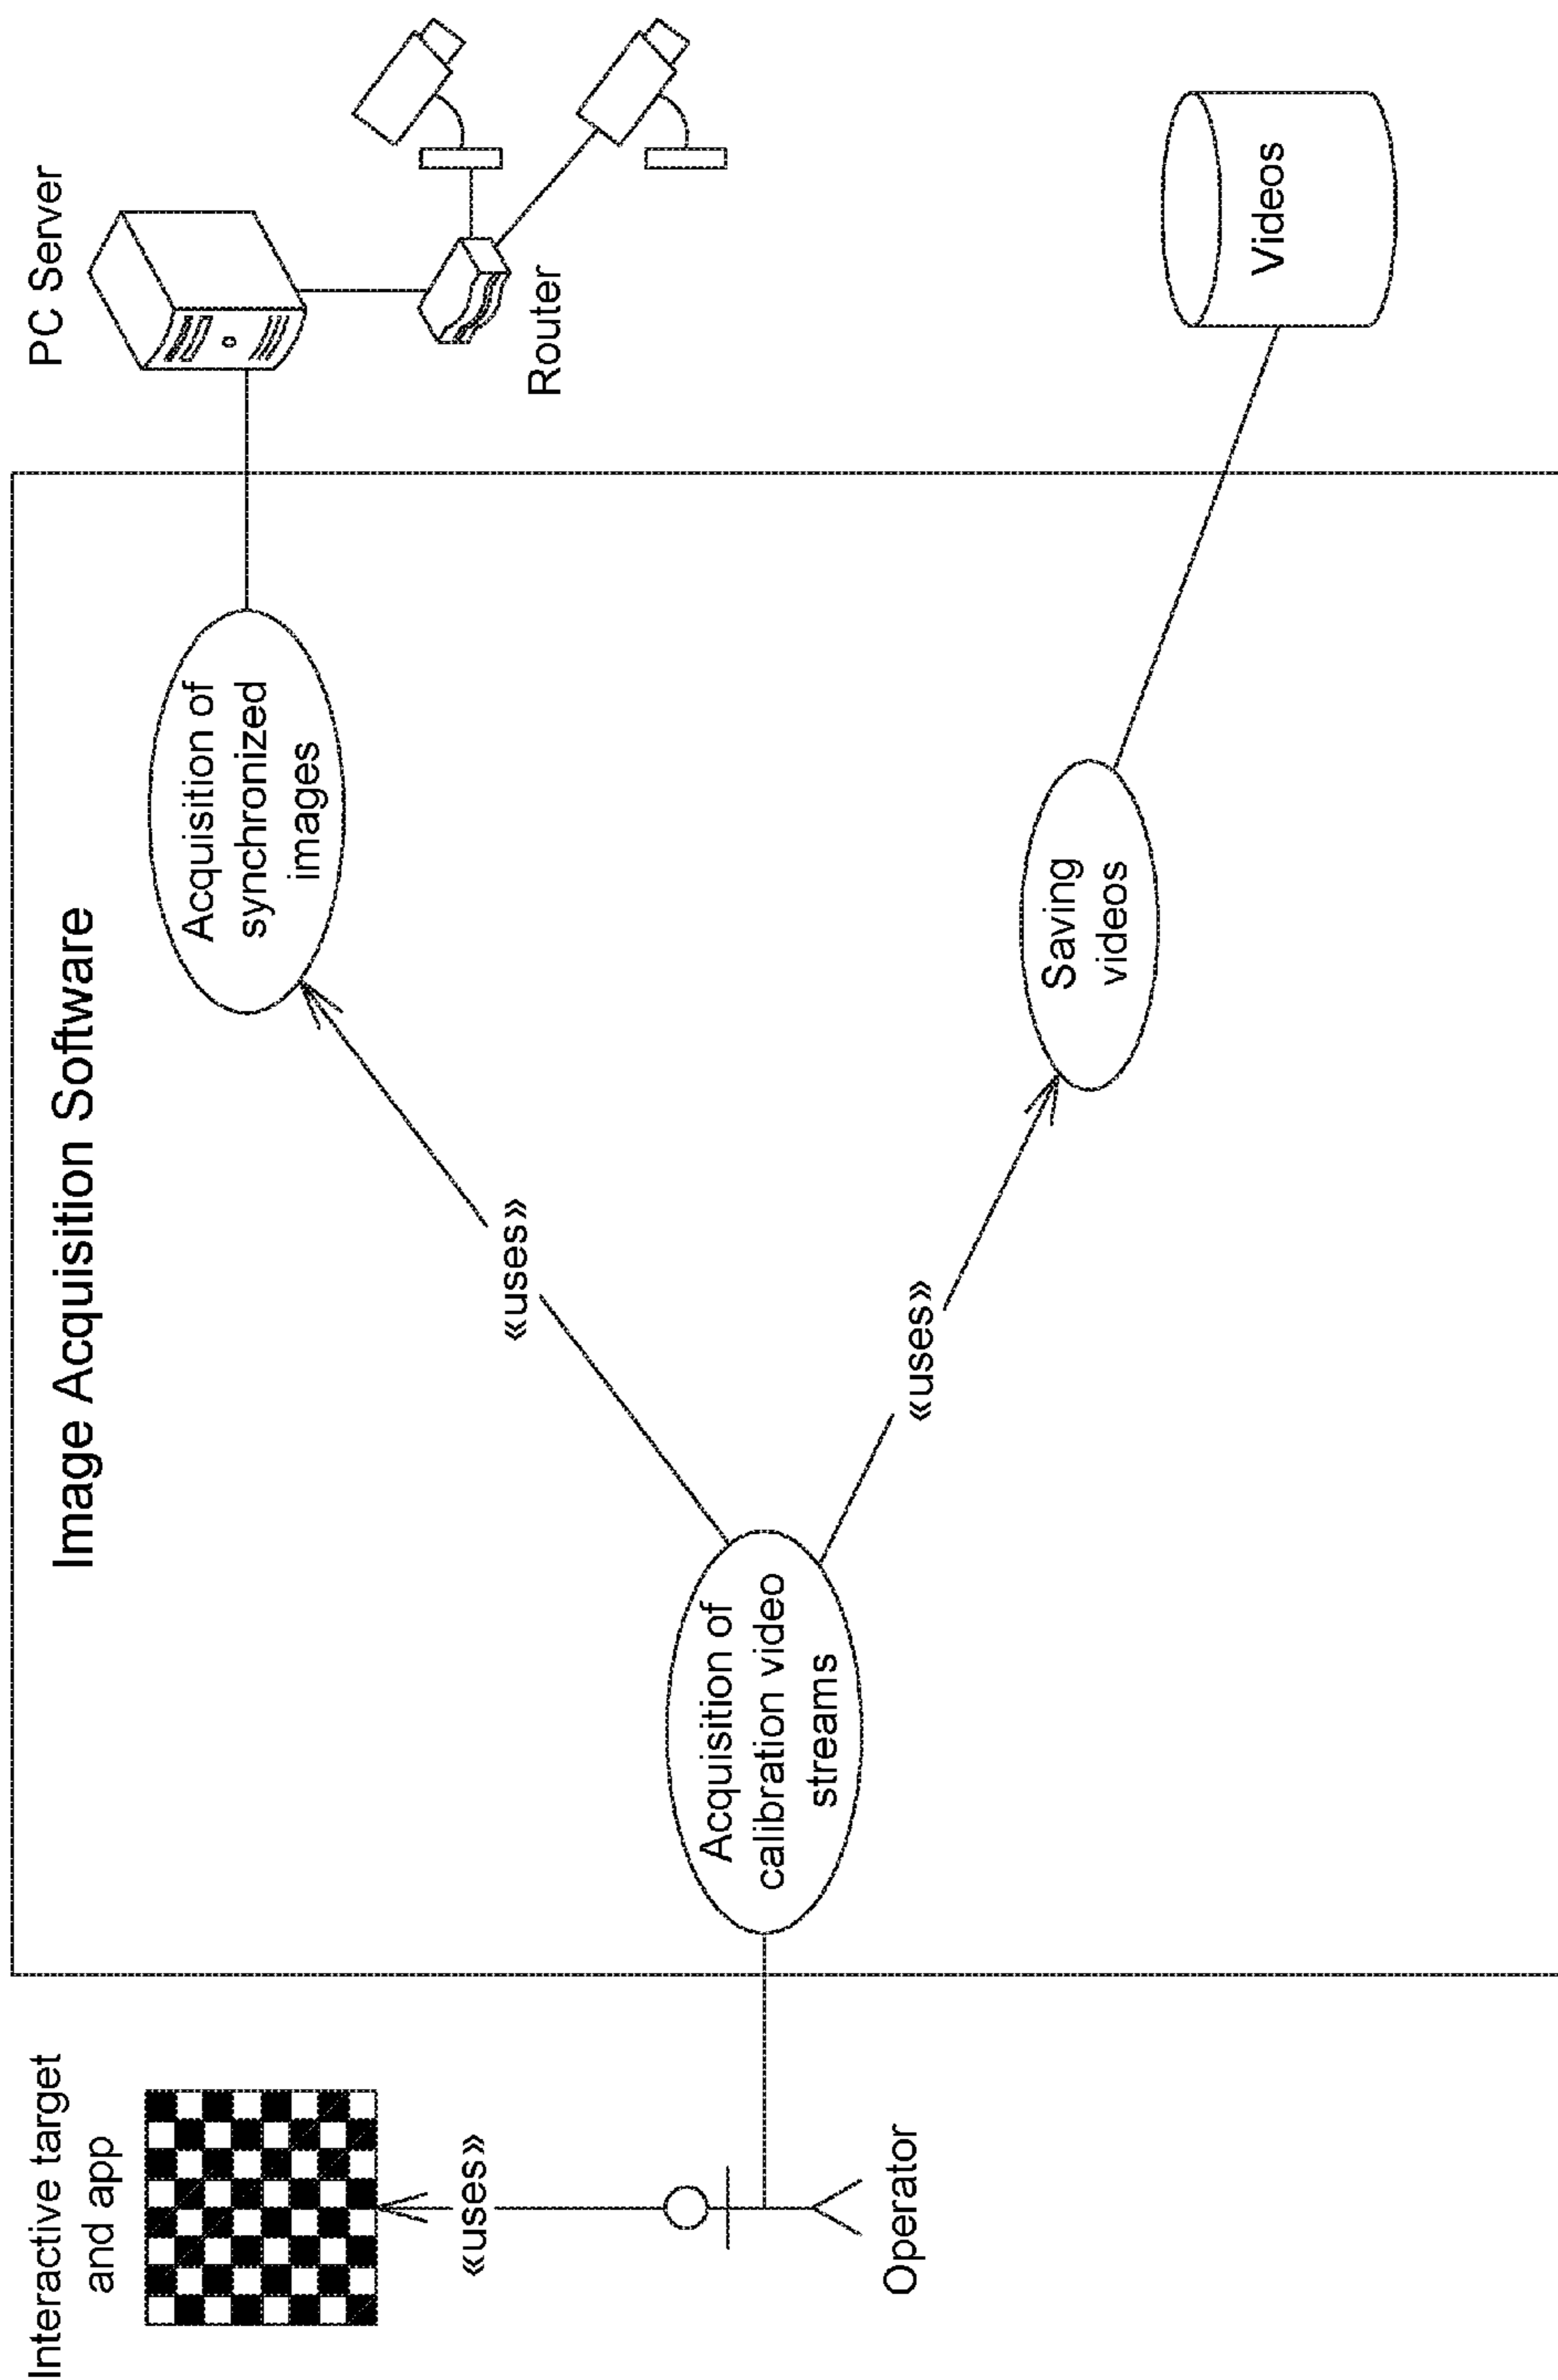 Image Acquisition Software
Interactive target
and app
«uses»
Operator
Acquisition of
calibration video
streams
«uses»
«uses»
Acquisition of
synchronized
images
Saving
videos
PC Server
Router
Videos